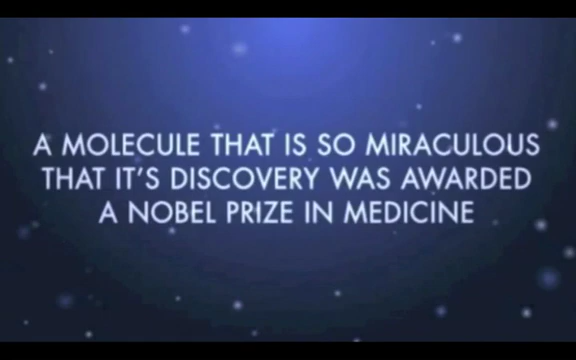 A MOLECULE THAT IS SO MIRACULOUS
THAT IT'S DISCOVERY WAS AWARDED
A NOBEL PRIZE IN MEDICINE